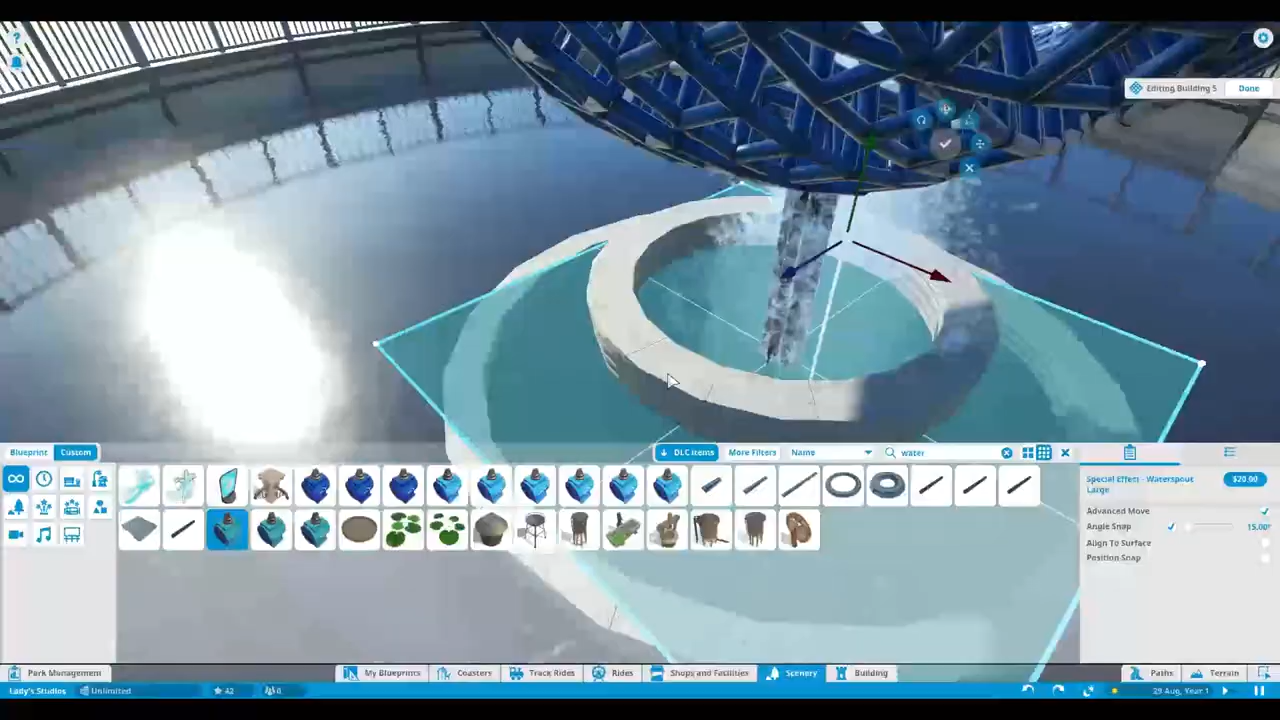 ?
Editing Building 5 Done
Blueprint Custom DLC Items More Filters Name water
Special Effect - Waterspout Large $20.00
Advanced Move
Angle Snap 15.00°
Align To Surface
Position Snap
Park Management My Blueprints Coasters Track Rides Rides Shops and Facilities Scenery Building Paths Terrain
Lady's Studios Unlimited 42 0 29 Aug, Year 1